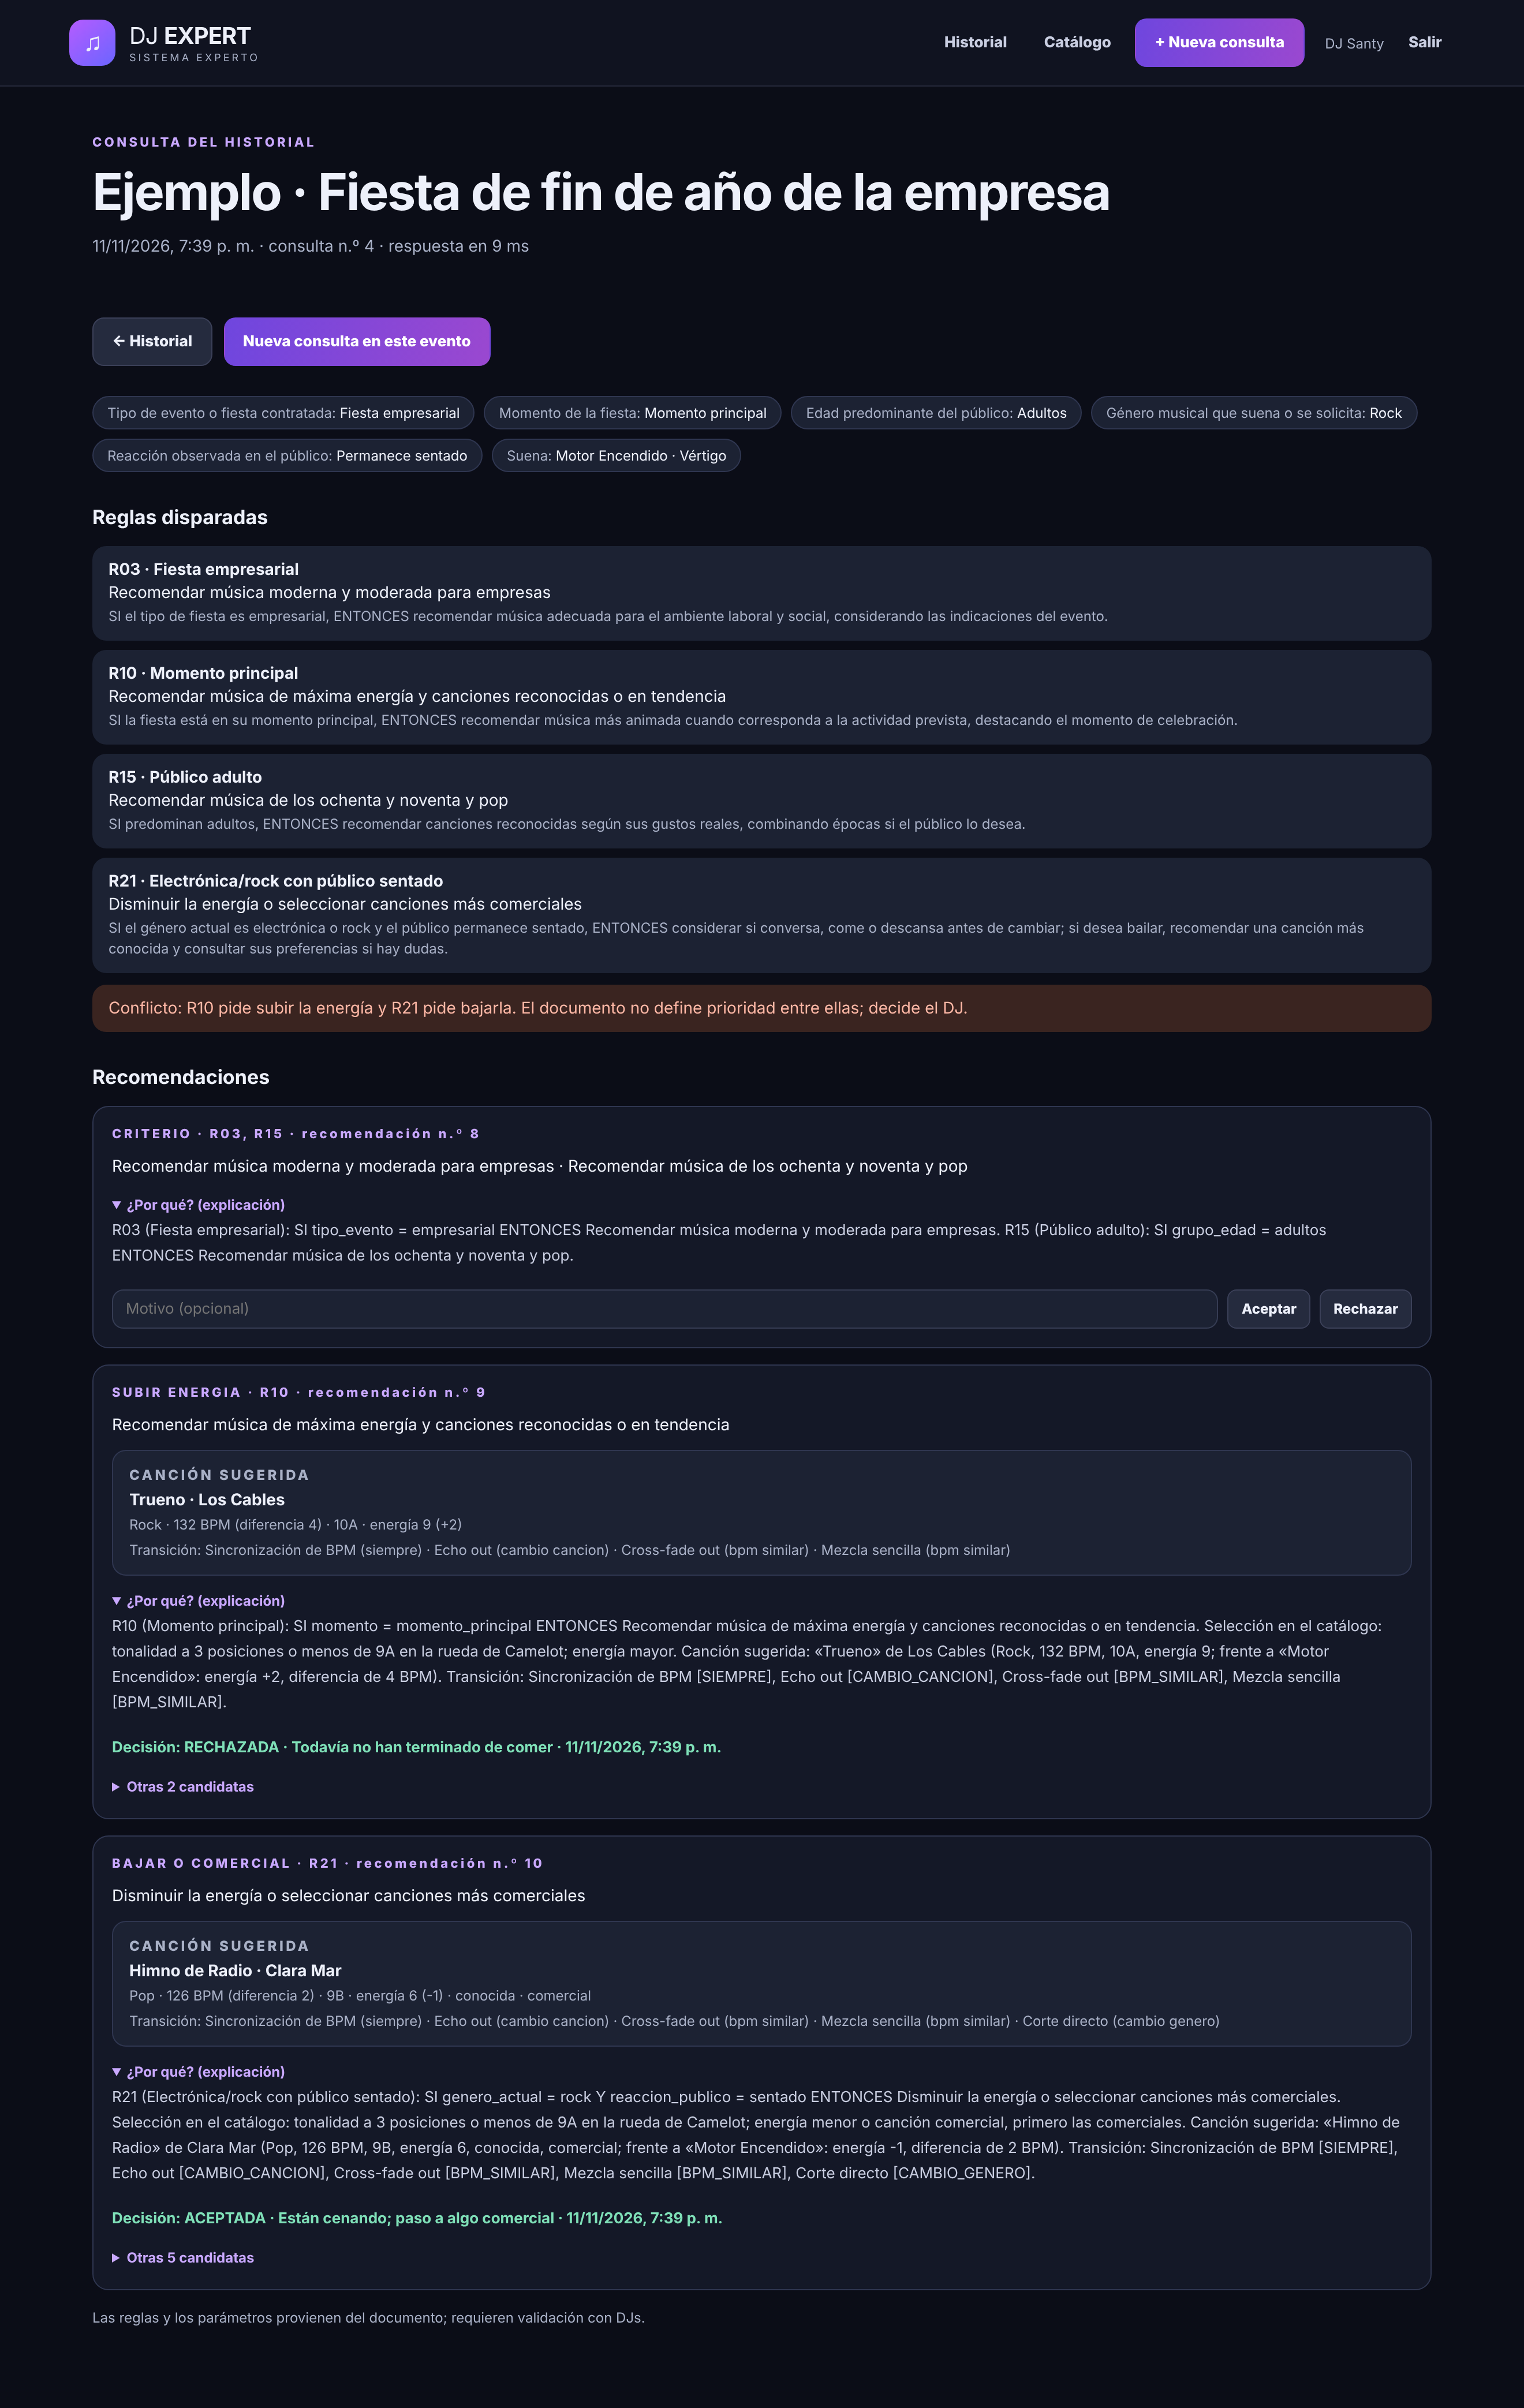 ♫
DJ EXPERT
SISTEMA EXPERTO
Historial
Catálogo
+ Nueva consulta
DJ Santy
Salir
CONSULTA DEL HISTORIAL
Ejemplo · Fiesta de fin de año de la empresa
11/11/2026, 7:39 p. m. · consulta n.º 4 · respuesta en 9 ms
← Historial
Nueva consulta en este evento
Tipo de evento o fiesta contratada: Fiesta empresarial
Momento de la fiesta: Momento principal
Edad predominante del público: Adultos
Género musical que suena o se solicita: Rock
Reacción observada en el público: Permanece sentado
Suena: Motor Encendido · Vértigo
Reglas disparadas
R03 · Fiesta empresarial
Recomendar música moderna y moderada para empresas
SI el tipo de fiesta es empresarial, ENTONCES recomendar música adecuada para el ambiente laboral y social, considerando las indicaciones del evento.
R10 · Momento principal
Recomendar música de máxima energía y canciones reconocidas o en tendencia
SI la fiesta está en su momento principal, ENTONCES recomendar música más animada cuando corresponda a la actividad prevista, destacando el momento de celebración.
R15 · Público adulto
Recomendar música de los ochenta y noventa y pop
SI predominan adultos, ENTONCES recomendar canciones reconocidas según sus gustos reales, combinando épocas si el público lo desea.
R21 · Electrónica/rock con público sentado
Disminuir la energía o seleccionar canciones más comerciales
SI el género actual es electrónica o rock y el público permanece sentado, ENTONCES considerar si conversa, come o descansa antes de cambiar; si desea bailar, recomendar una canción más
conocida y consultar sus preferencias si hay dudas.
Conflicto: R10 pide subir la energía y R21 pide bajarla. El documento no define prioridad entre ellas; decide el DJ.
Recomendaciones
CRITERIO · R03, R15 · recomendación n.º 8
Recomendar música moderna y moderada para empresas · Recomendar música de los ochenta y noventa y pop
▼ ¿Por qué? (explicación)
R03 (Fiesta empresarial): SI tipo_evento = empresarial ENTONCES Recomendar música moderna y moderada para empresas. R15 (Público adulto): SI grupo_edad = adultos
ENTONCES Recomendar música de los ochenta y noventa y pop.
Motivo (opcional)
Aceptar
Rechazar
SUBIR ENERGIA · R10 · recomendación n.º 9
Recomendar música de máxima energía y canciones reconocidas o en tendencia
CANCIÓN SUGERIDA
Trueno · Los Cables
Rock · 132 BPM (diferencia 4) · 10A · energía 9 (+2)
Transición: Sincronización de BPM (siempre) · Echo out (cambio cancion) · Cross-fade out (bpm similar) · Mezcla sencilla (bpm similar)
▼ ¿Por qué? (explicación)
R10 (Momento principal): SI momento = momento_principal ENTONCES Recomendar música de máxima energía y canciones reconocidas o en tendencia. Selección en el catálogo:
tonalidad a 3 posiciones o menos de 9A en la rueda de Camelot; energía mayor. Canción sugerida: «Trueno» de Los Cables (Rock, 132 BPM, 10A, energía 9; frente a «Motor
Encendido»: energía +2, diferencia de 4 BPM). Transición: Sincronización de BPM [SIEMPRE], Echo out [CAMBIO_CANCION], Cross-fade out [BPM_SIMILAR], Mezcla sencilla
[BPM_SIMILAR].
Decisión: RECHAZADA · Todavía no han terminado de comer · 11/11/2026, 7:39 p. m.
▶ Otras 2 candidatas
BAJAR O COMERCIAL · R21 · recomendación n.º 10
Disminuir la energía o seleccionar canciones más comerciales
CANCIÓN SUGERIDA
Himno de Radio · Clara Mar
Pop · 126 BPM (diferencia 2) · 9B · energía 6 (-1) · conocida · comercial
Transición: Sincronización de BPM (siempre) · Echo out (cambio cancion) · Cross-fade out (bpm similar) · Mezcla sencilla (bpm similar) · Corte directo (cambio genero)
▼ ¿Por qué? (explicación)
R21 (Electrónica/rock con público sentado): SI genero_actual = rock Y reaccion_publico = sentado ENTONCES Disminuir la energía o seleccionar canciones más comerciales.
Selección en el catálogo: tonalidad a 3 posiciones o menos de 9A en la rueda de Camelot; energía menor o canción comercial, primero las comerciales. Canción sugerida: «Himno de
Radio» de Clara Mar (Pop, 126 BPM, 9B, energía 6, conocida, comercial; frente a «Motor Encendido»: energía -1, diferencia de 2 BPM). Transición: Sincronización de BPM [SIEMPRE],
Echo out [CAMBIO_CANCION], Cross-fade out [BPM_SIMILAR], Mezcla sencilla [BPM_SIMILAR], Corte directo [CAMBIO_GENERO].
Decisión: ACEPTADA · Están cenando; paso a algo comercial · 11/11/2026, 7:39 p. m.
▶ Otras 5 candidatas
Las reglas y los parámetros provienen del documento; requieren validación con DJs.